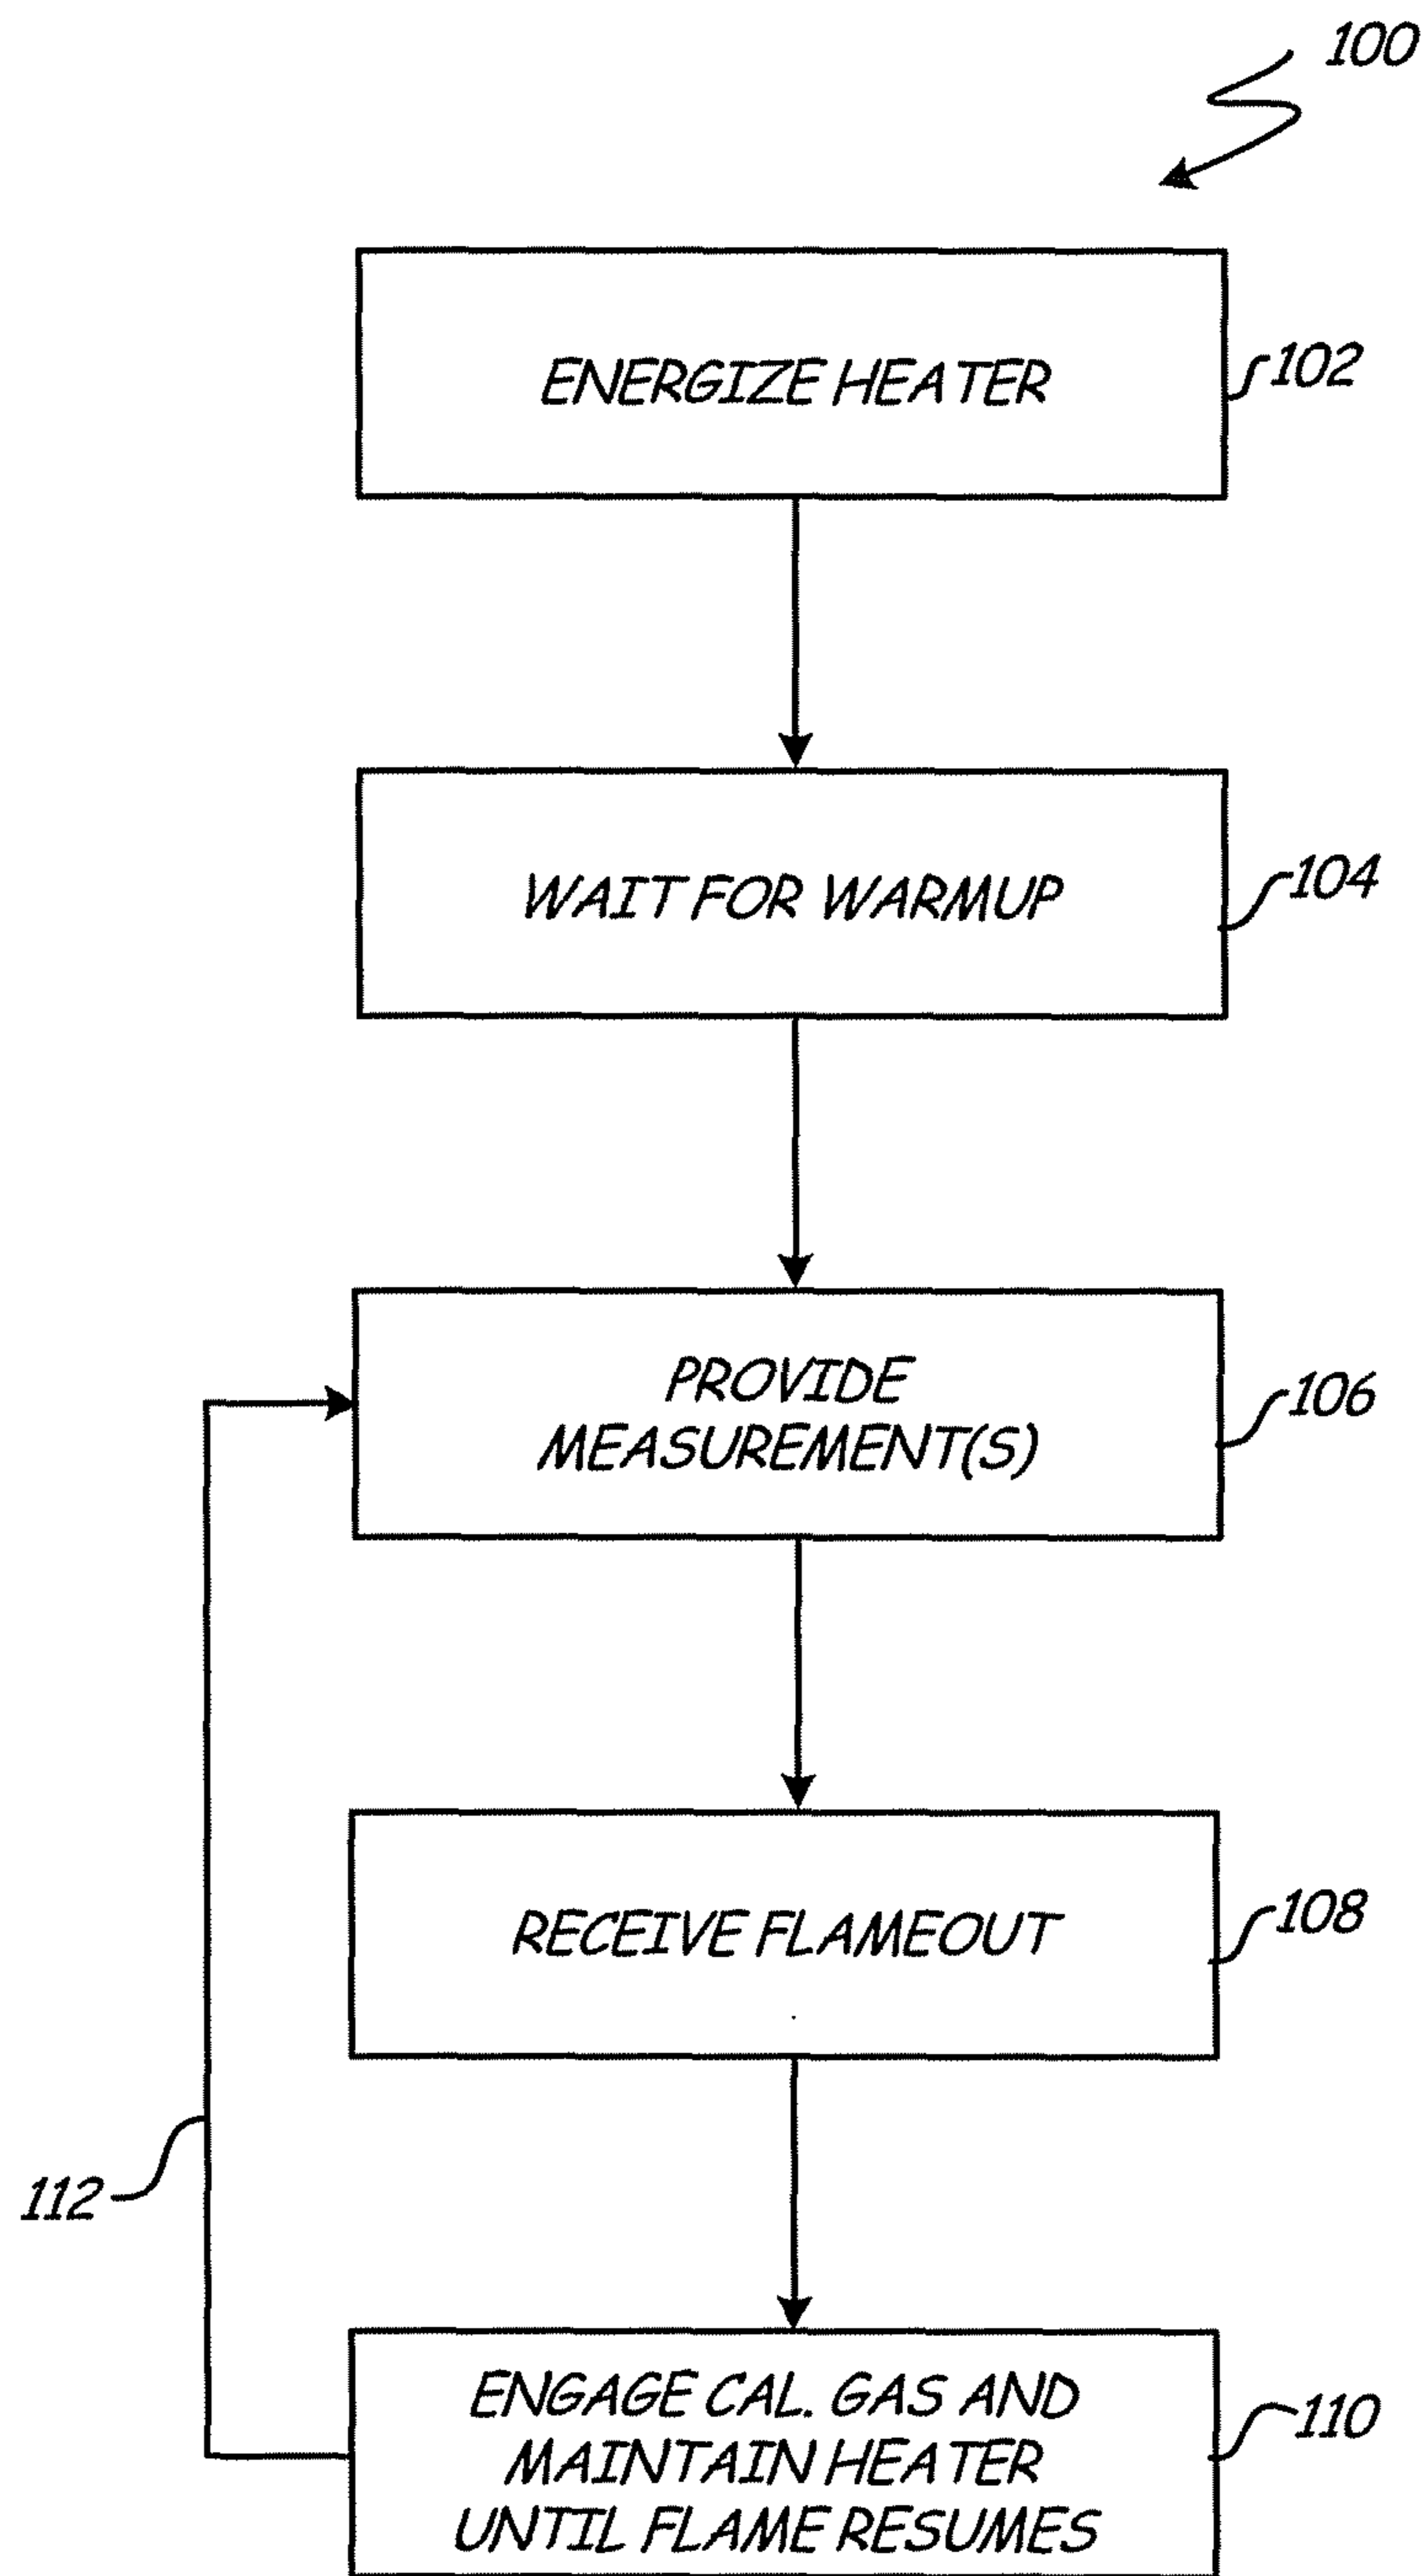 100
ENERGIZE HEATER
102
WAIT FOR WARMUP
104
PROVIDE
MEASUREMENT(S)
106
RECEIVE FLAMEOUT
108
112
ENGAGE CAL. GAS AND
MAINTAIN HEATER
UNTIL FLAME RESUMES
110